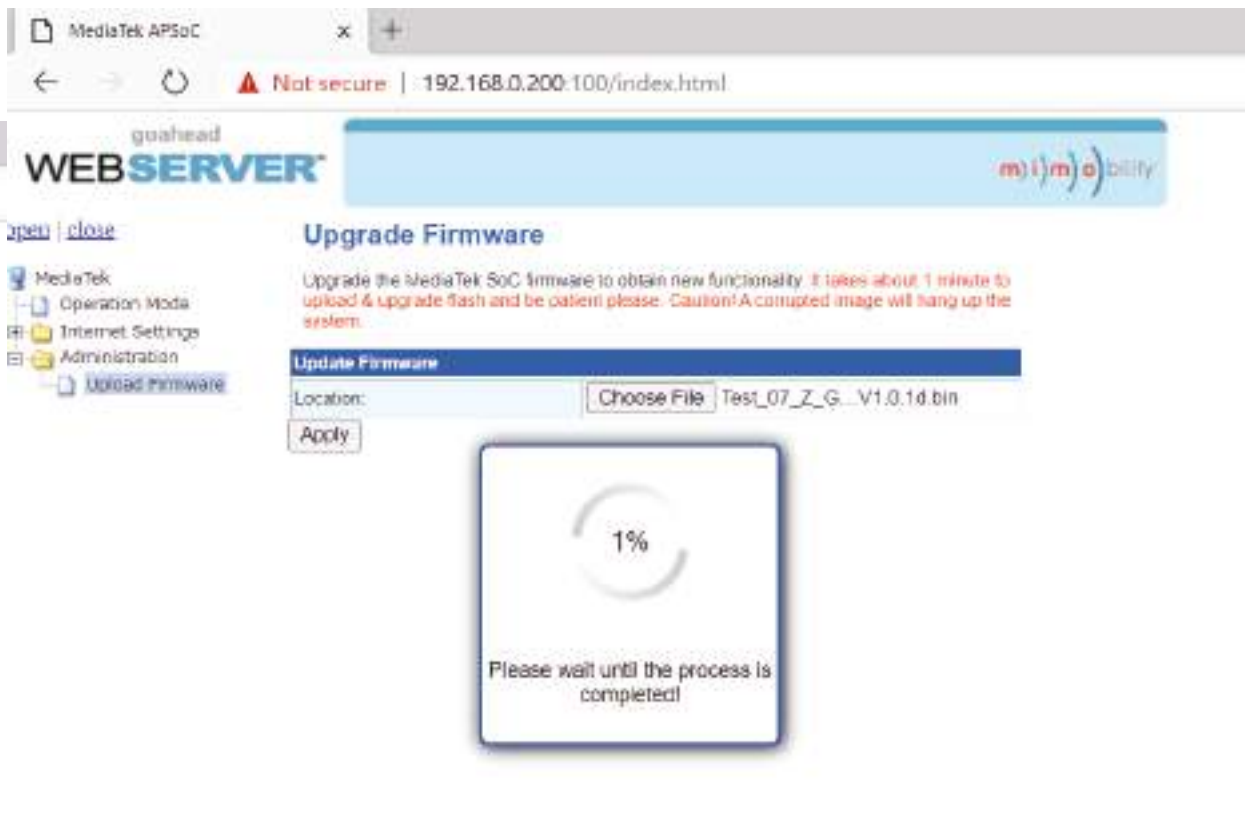 MediaTek APSoC
Not secure | 192.168.0.200:100/index.html
goahead
WEBSERVER
m)i)m)o)bility
open | close
Upgrade Firmware
Upgrade the MediaTek SoC firmware to obtain new functionality. It takes about 1 minute to
upload & upgrade flash and be patient please. Caution! A corrupted image will hang up the
system.
MediaTek
Operation Mode
Internet Settings
Administration
Upload Firmware
Update Firmware
Location:
Choose File Test_07_Z_G...V1.0.1d.bin
Apply
1%
Please wait until the process is
completed!